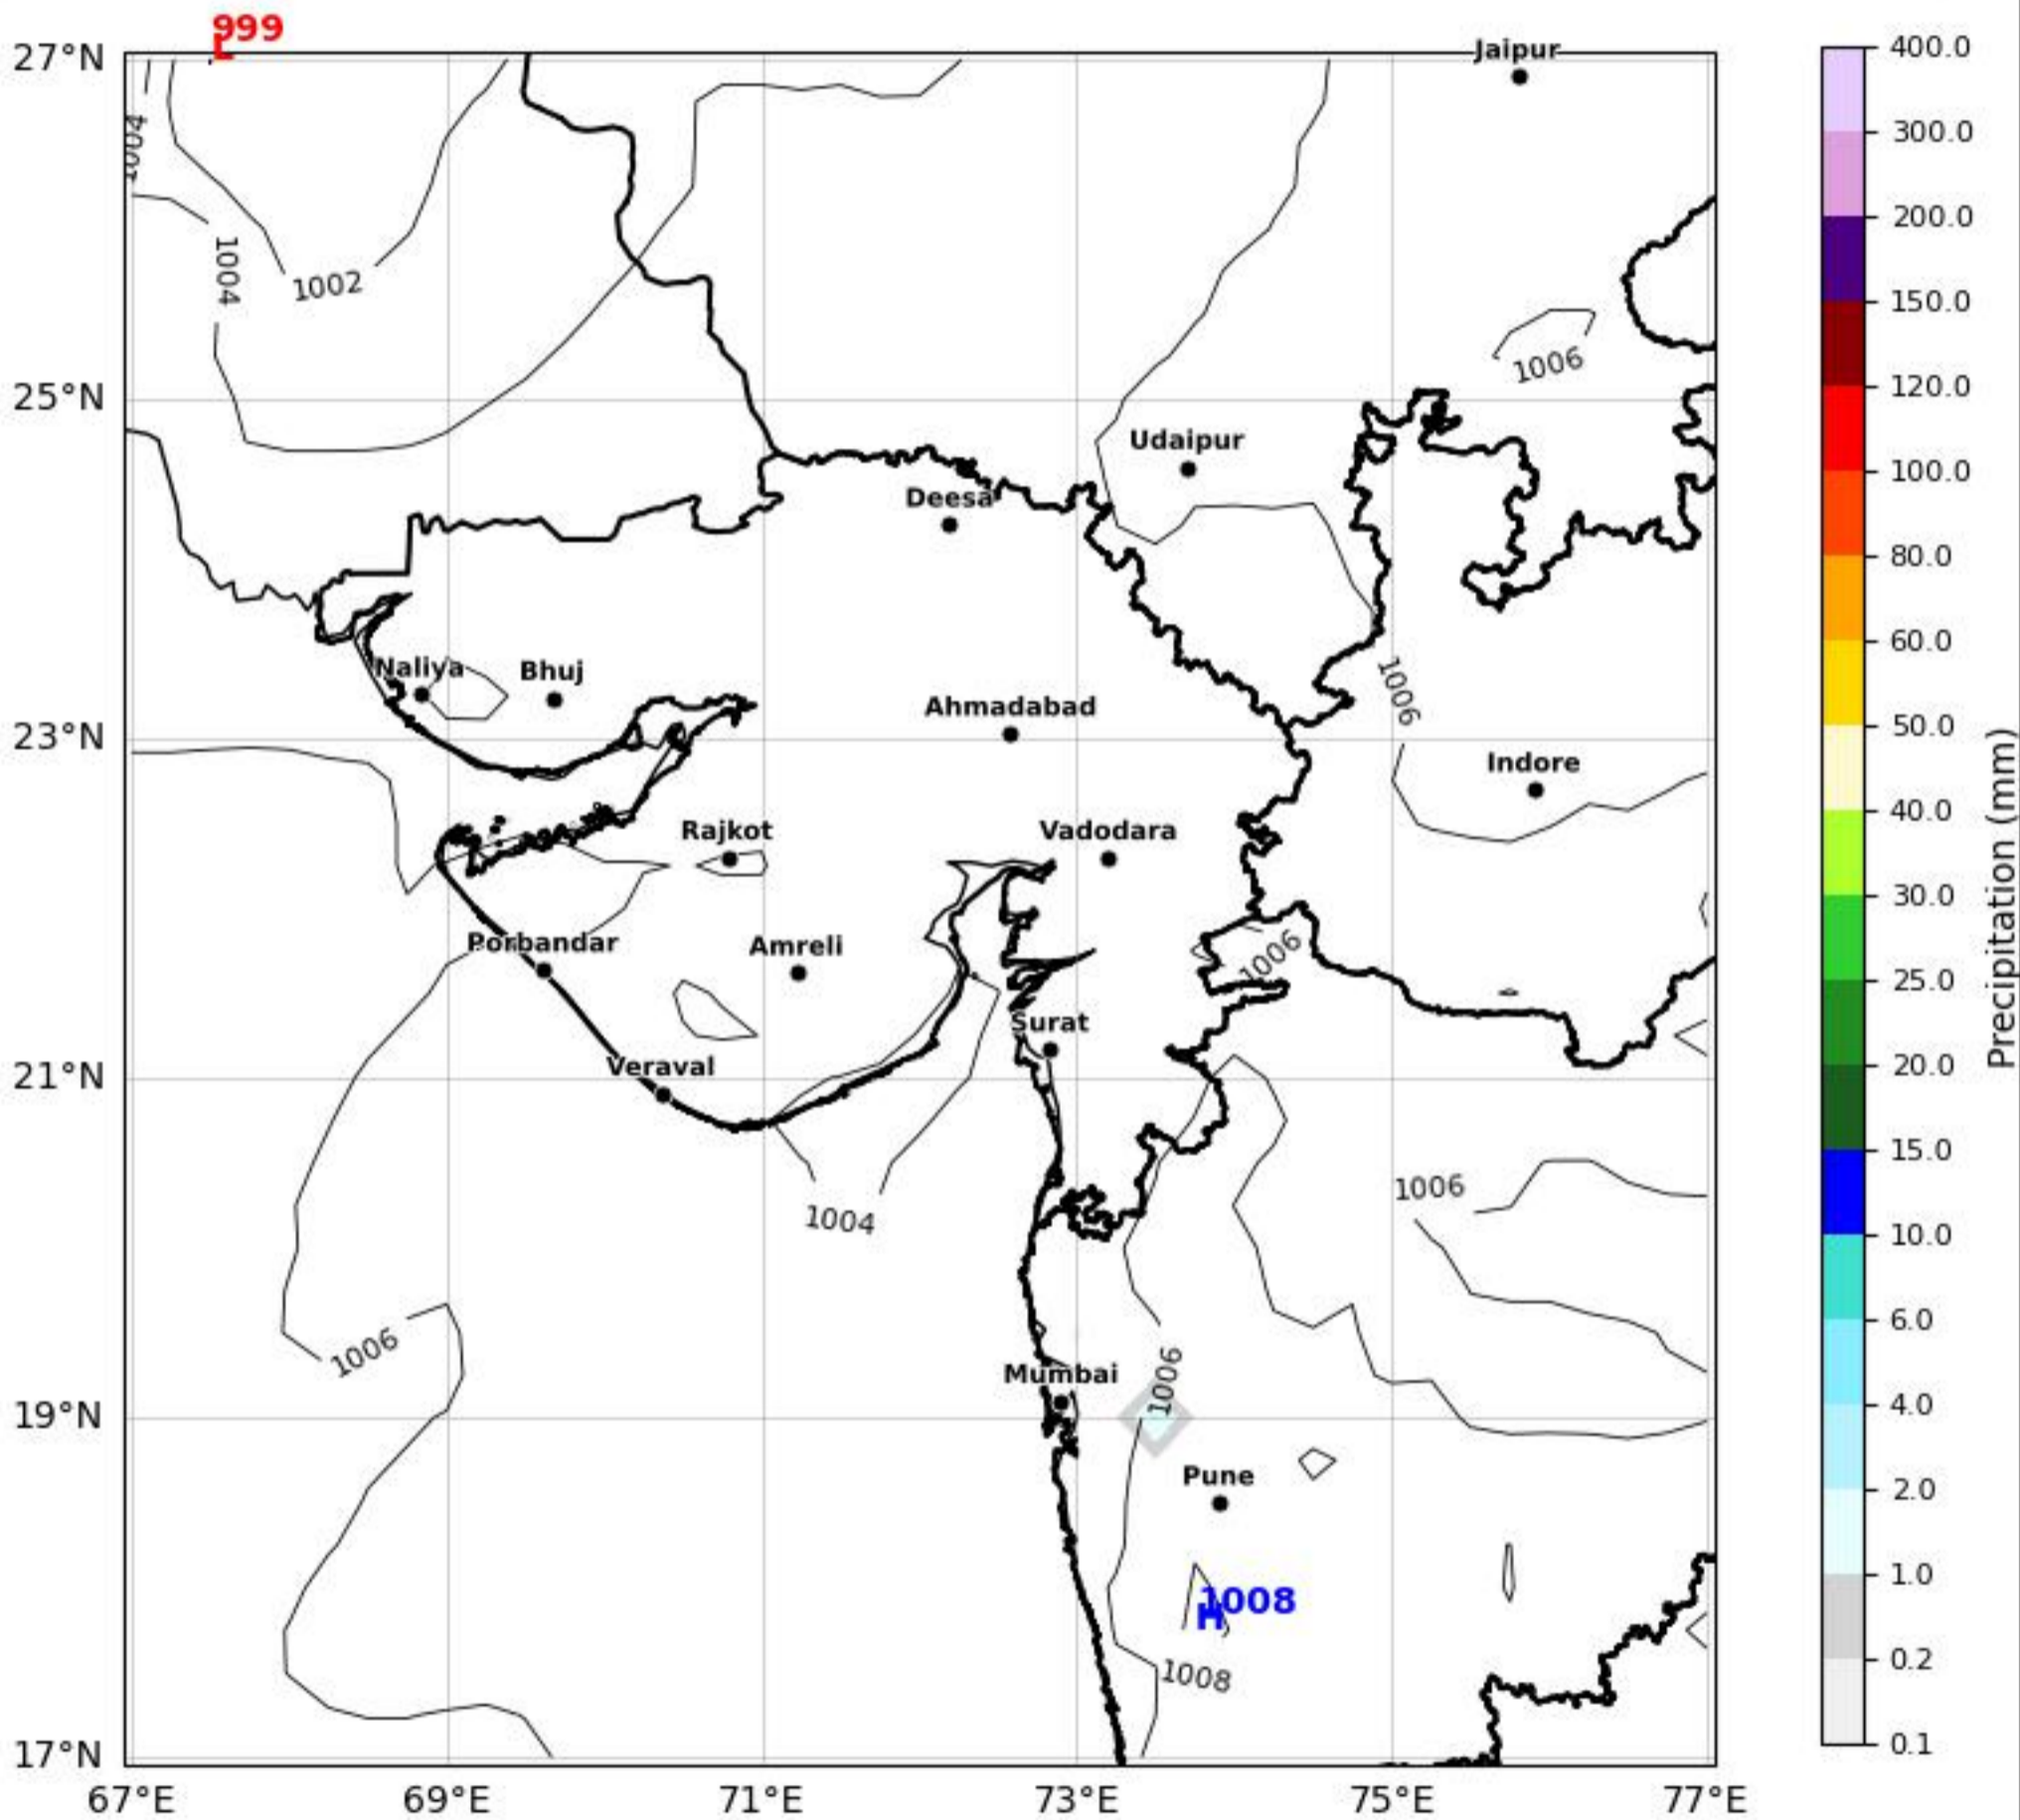 999
L
27°N
Jaipur
400.0
300.0
1004
200.0
1004
1002
150.0
1006
120.0
25°N
Udaipur
100.0
Deesa
80.0
60.0
Naliya
Bhuj
1006
50.0
Ahmadabad
23°N
Indore
Precipitation (mm)
40.0
Rajkot
Vadodara
30.0
Porbandar
Amreli
1006
25.0
Surat
20.0
Veraval
21°N
15.0
1006
1004
10.0
6.0
1006
Mumbai
1006
4.0
19°N
Pune
2.0
1.0
1008
H
1008
0.2
17°N
0.1
67°E
69°E
71°E
73°E
75°E
77°E